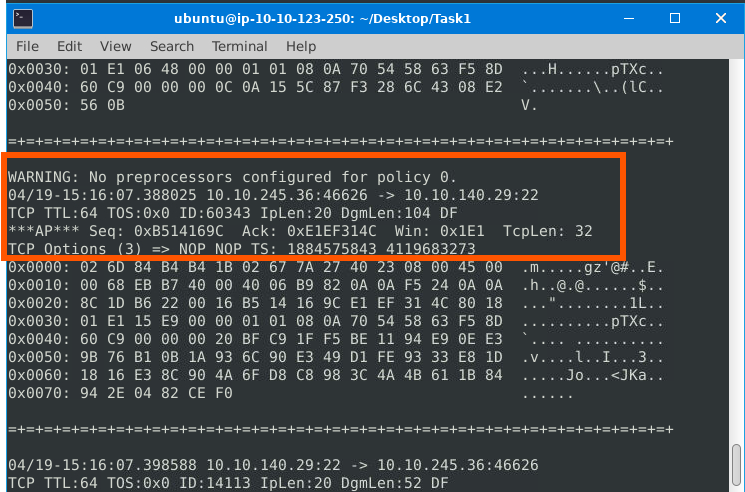 ubuntu@ip-10-10-123-250: ~/Desktop/Task1
File Edit View Search Terminal Help
0x0030: 01 E1 06 48 00 00 01 01 08 0A 70 54 58 63 F5 8D  ...H......pTXc..
0x0040: 60 C9 00 00 00 0C 0A 15 5C 87 F3 28 6C 43 08 E2  `.......\..(lC..
0x0050: 56 0B                                            V.
=+=+=+=+=+=+=+=+=+=+=+=+=+=+=+=+=+=+=+=+=+=+=+=+=+=+=+=+=+=+=+=+=+=+=+=+=+
WARNING: No preprocessors configured for policy 0.
04/19-15:16:07.388025 10.10.245.36:46626 -> 10.10.140.29:22
TCP TTL:64 TOS:0x0 ID:60343 IpLen:20 DgmLen:104 DF
***AP*** Seq: 0xB514169C  Ack: 0xE1EF314C  Win: 0x1E1  TcpLen: 32
TCP Options (3) => NOP NOP TS: 1884575843 4119683273
0x0000: 02 6D 84 B4 B4 1B 02 67 7A 27 40 23 08 00 45 00  .m.....gz'@#..E.
0x0010: 00 68 EB B7 40 00 40 06 B9 82 0A 0A F5 24 0A 0A  .h..@.@......$..
0x0020: 8C 1D B6 22 00 16 B5 14 16 9C E1 EF 31 4C 80 18  ..."........1L..
0x0030: 01 E1 15 E9 00 00 01 01 08 0A 70 54 58 63 F5 8D  ..........pTXc..
0x0040: 60 C9 00 00 00 20 BF C9 1F F5 BE 11 94 E9 0E E3  `.... ..........
0x0050: 9B 76 B1 0B 1A 93 6C 90 E3 49 D1 FE 93 33 E8 1D  .v....l..I...3..
0x0060: 18 16 E3 8C 90 4A 6F D8 C8 98 3C 4A 4B 61 1B 84  .....Jo...<JKa..
0x0070: 94 2E 04 82 CE F0                                ......
=+=+=+=+=+=+=+=+=+=+=+=+=+=+=+=+=+=+=+=+=+=+=+=+=+=+=+=+=+=+=+=+=+=+=+=+=+
04/19-15:16:07.398588 10.10.140.29:22 -> 10.10.245.36:46626
TCP TTL:64 TOS:0x0 ID:14113 IpLen:20 DgmLen:52 DF